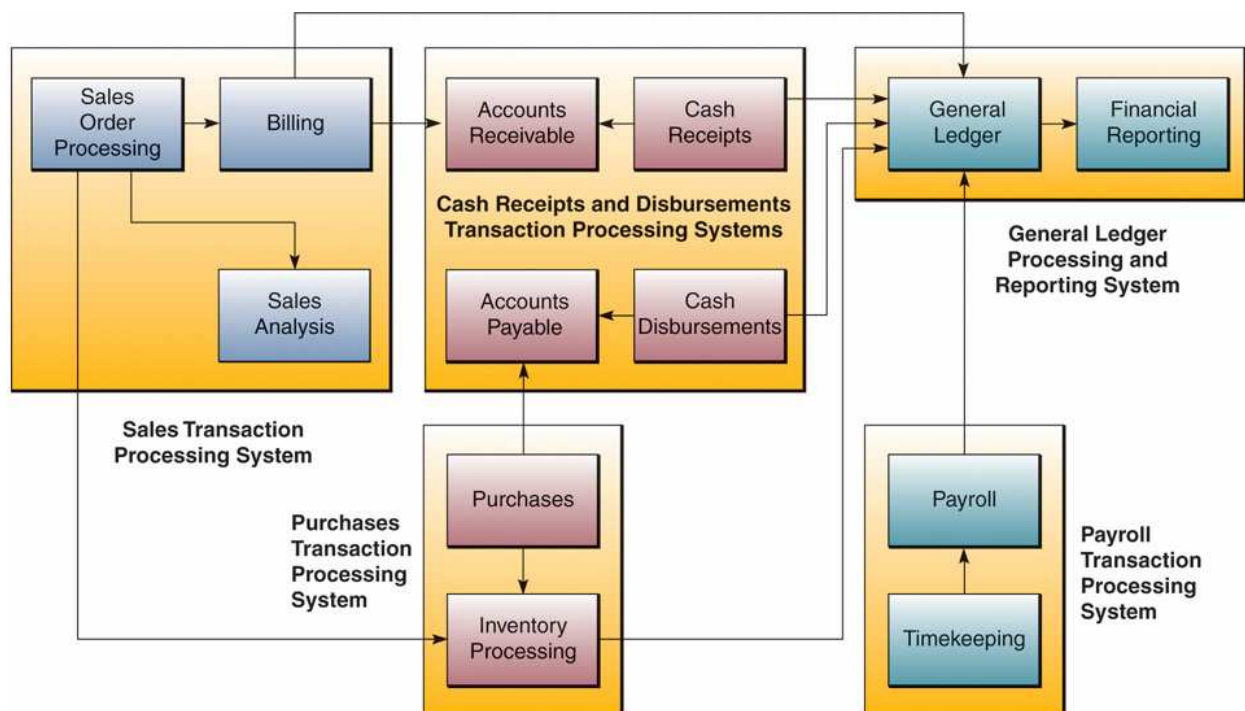 Sales
Order
Processing
Billing
Sales
Analysis
Sales Transaction
Processing System
Accounts
Receivable
Cash
Receipts
Cash Receipts and Disbursements
Transaction Processing Systems
Accounts
Payable
Cash
Disbursements
General
Ledger
Financial
Reporting
General Ledger
Processing and
Reporting System
Purchases
Transaction
Processing
System
Purchases
Inventory
Processing
Payroll
Timekeeping
Payroll
Transaction
Processing
System